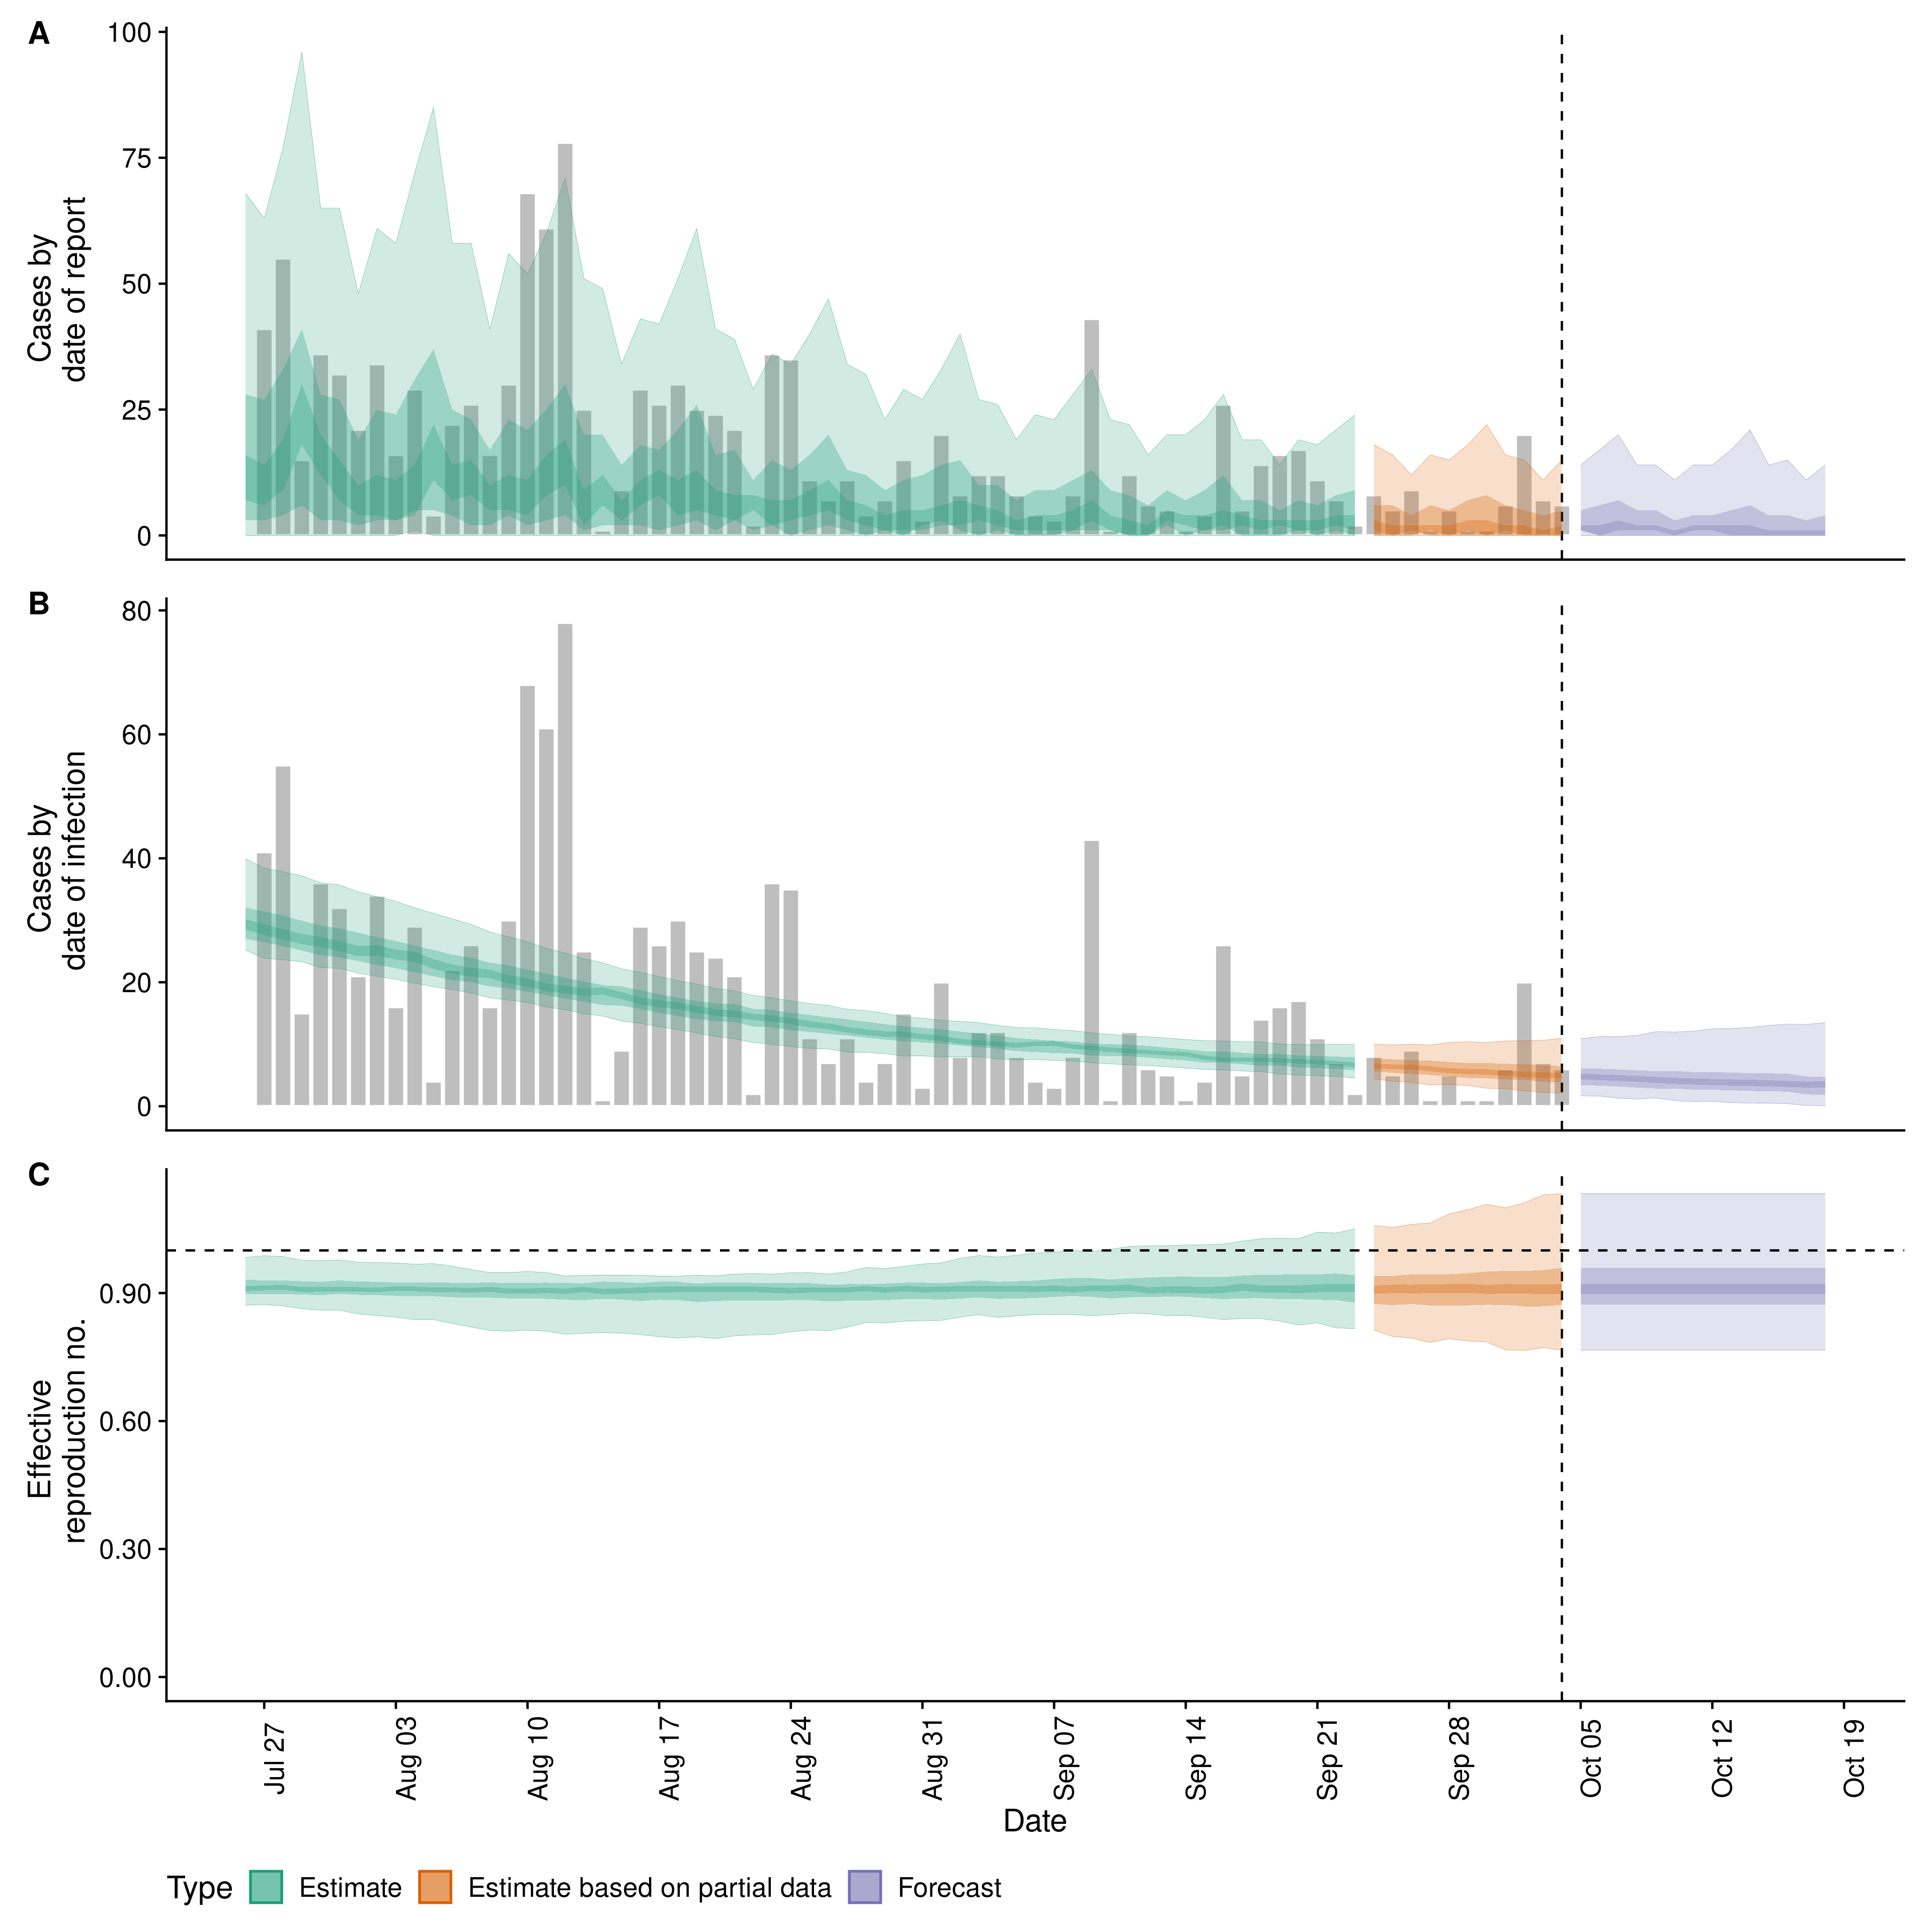 A
Cases by
date of report
100
75
50
25
0
B
Cases by
date of infection
80
60
40
20
0
C
Effective
reproduction no.
0.90
0.60
0.30
0.00
Jul 27
Aug 03
Aug 10
Aug 17
Aug 24
Aug 31
Sep 07
Sep 14
Sep 21
Sep 28
Oct 05
Oct 12
Oct 19
Date
Type Estimate Estimate based on partial data Forecast